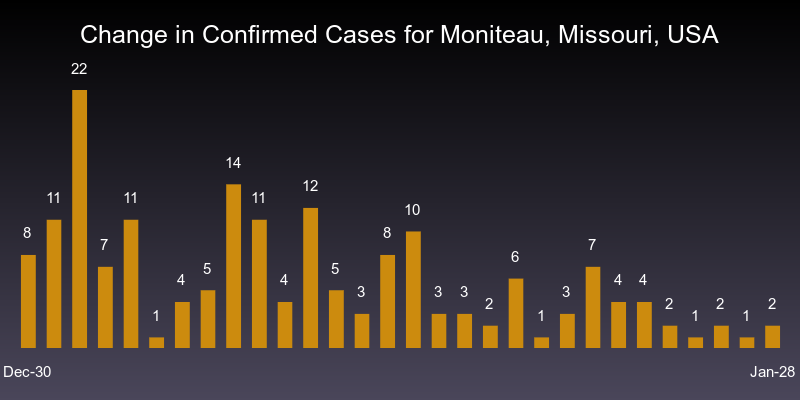 Change in Confirmed Cases for Moniteau, Missouri, USA
8 11 22 7 11 1 4 5 14 11 4 12 5 3 8 10 3 3 2 6 1 3 7 4 4 2 1 2 1 2
Dec-30 Jan-28